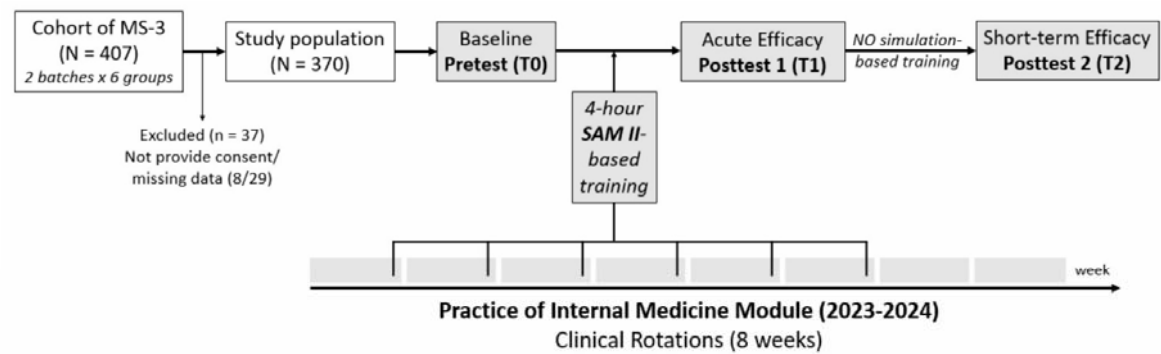 Cohort of MS-3
(N = 407)
2 batches x 6 groups
Study population
(N = 370)
Baseline
Pretest (T0)
Acute Efficacy
Posttest 1 (T1)
NO simulation-
based training
Short-term Efficacy
Posttest 2 (T2)
Excluded (n = 37)
Not provide consent/
missing data (8/29)
4-hour
SAM II-
based
training
week
Practice of Internal Medicine Module (2023-2024)
Clinical Rotations (8 weeks)